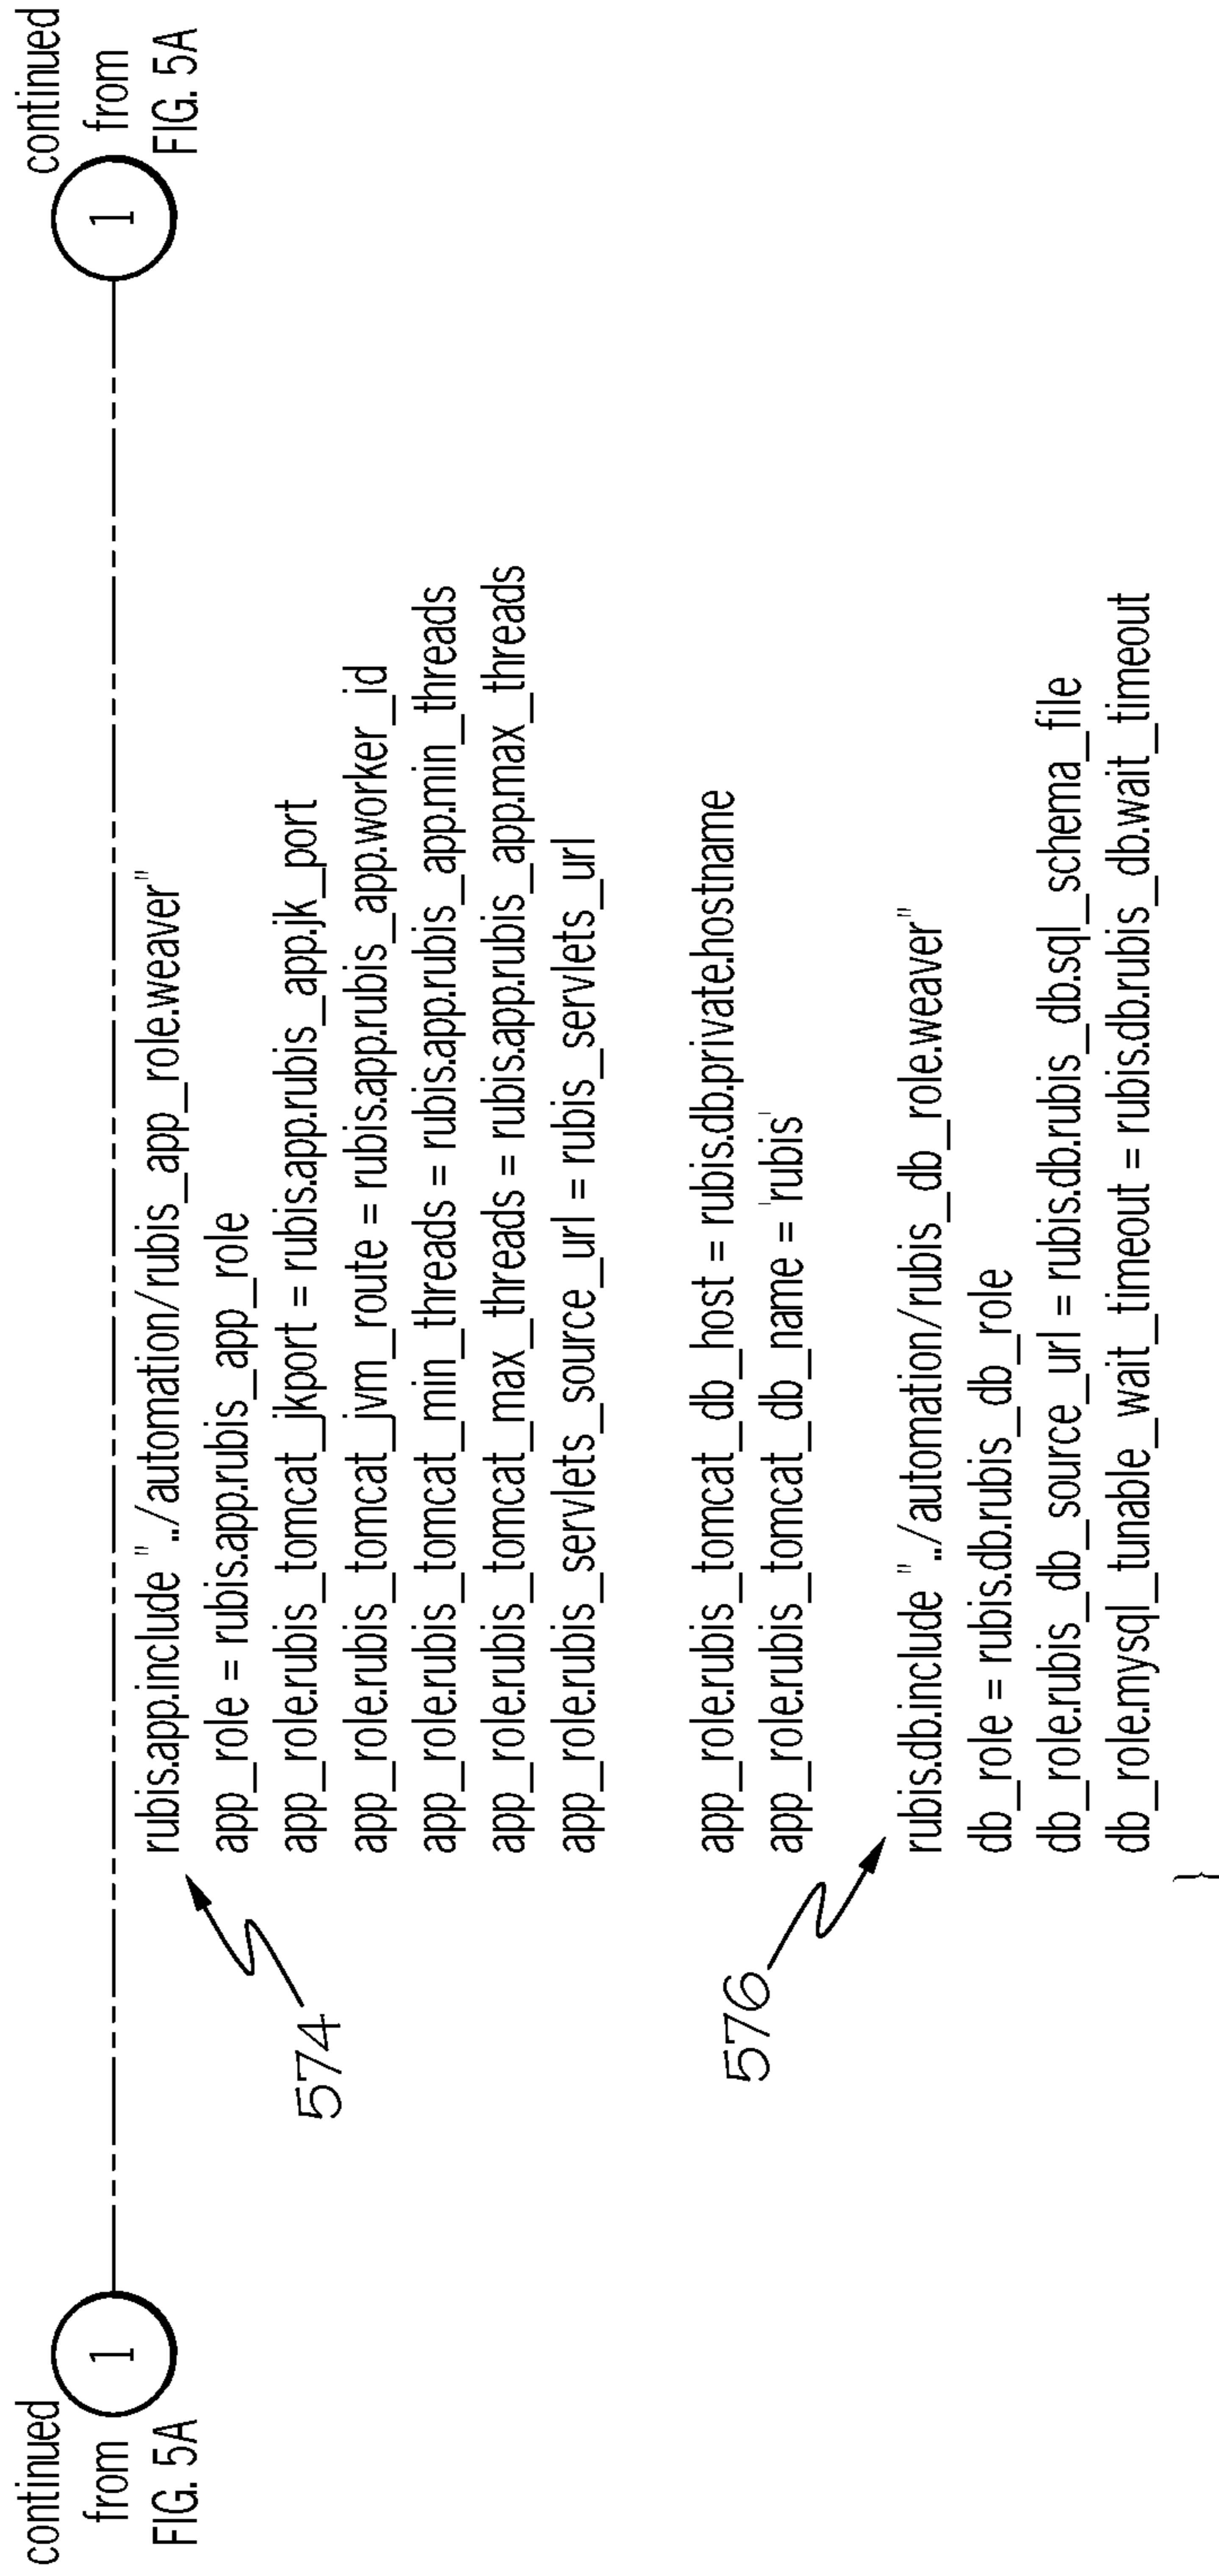 continued
from
FIG. 5A
1
1
continued
from
FIG. 5A
574
rubis.app.include "../automation/rubis_app_role.weaver"
app_role = rubis.app.rubis_app_role
app_role.rubis_tomcat_jkport = rubis.app.rubis_app.jk_port
app_role.rubis_tomcat_jvm_route = rubis.app.rubis_app.worker_id
app_role.rubis_tomcat_min_threads = rubis.app.rubis_app.min_threads
app_role.rubis_tomcat_max_threads = rubis.app.rubis_app.max_threads
app_role.rubis_servlets_source_url = rubis_servlets_url
app_role.rubis_tomcat_db_host = rubis.db.private.hostname
app_role.rubis_tomcat_db_name = 'rubis'
576
rubis.db.include "../automation/rubis_db_role.weaver"
db_role = rubis.db.rubis_db_role
db_role.rubis_db_source_url = rubis.db.rubis_db.sql_schema_file
db_role.mysql_tunable_wait_timeout = rubis.db.rubis_db.wait_timeout
}